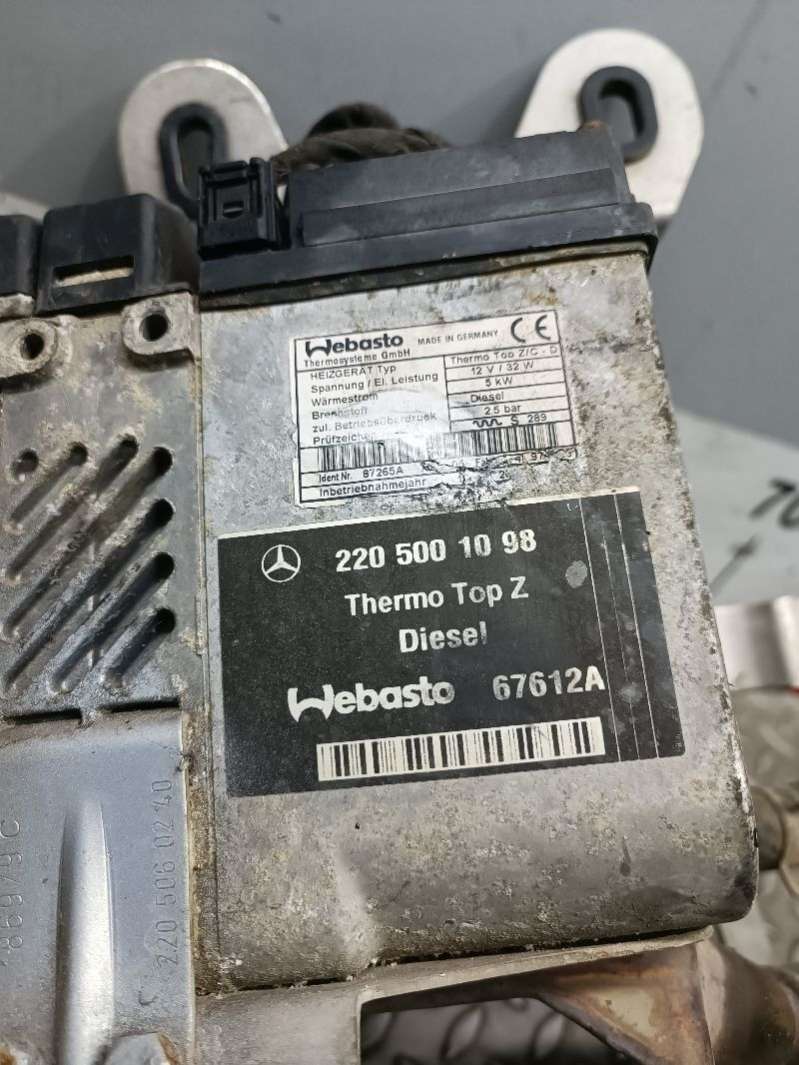 Webasto MADE IN GERMANY CE
Thermosysteme GmbH
HEIZGERÄT Typ Thermo Top Z/C - D
Spannung / El. Leistung 12 V / 32 W
Wärmestrom 5 kW
Brennstoff Diesel
zul. Betriebsüberdruck 2.5 bar
Prüfzeichen S 289
Ident Nr. 87265A
Inbetriebnahmejahr
220 500 10 98
Thermo Top Z
Diesel
Webasto 67612A
220 506 02 40